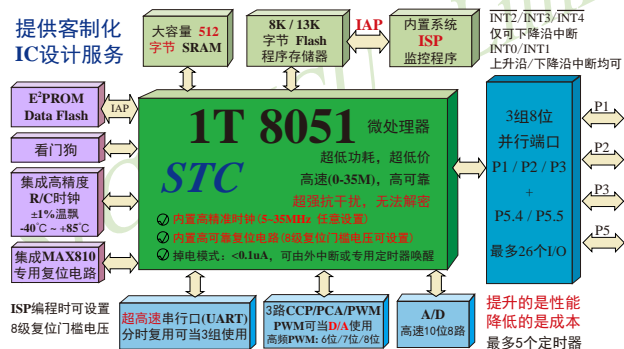 提供客制化
IC设计服务
大容量 512
字节 SRAM
8K / 13K
字节 Flash
程序存储器
IAP
内置系统
ISP
监控程序
INT2 / INT3 / INT4
仅可下降沿中断
INT0/ INT1
上升沿/下降沿中断均可
E²PROM
Data Flash
IAP
看门狗
集成高精度
R/C时钟
±1%温飘
-40℃ ~ +85℃
集成MAX810
专用复位电路
1T 8051 微处理器
STC
超低功耗，超低价
高速(0-35M)，高可靠
超强抗干扰，无法解密
内置高精准时钟(5~35MHz 任意设置)
内置高可靠复位电路(8级复位门槛电压可设置)
掉电模式：<0.1uA，可由外中断或专用定时器唤醒
3组8位
并行端口
P1 / P2 / P3
+
P5.4 / P5.5
最多26个I/O
P1
P2
P3
P5
ISP编程时可设置
8级复位门槛电压
超高速串行口(UART)
分时复用可当3组使用
3路CCP/PCA/PWM
PWM可当D/A使用
高频PWM: 6位/7位/8位
A/D
高速10位8路
提升的是性能
降低的是成本
最多5个定时器